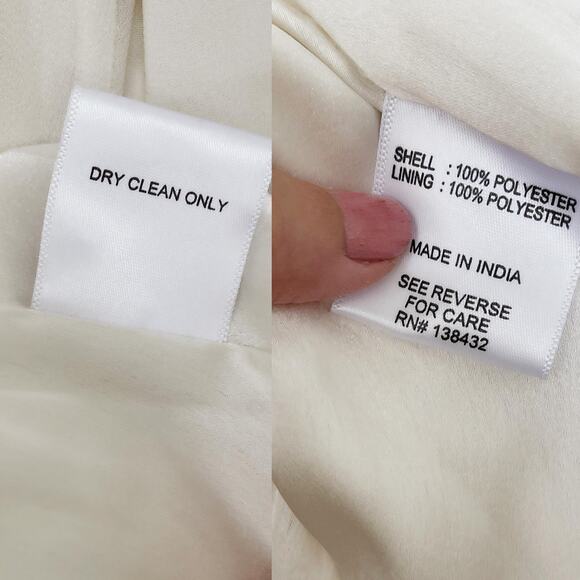 DRY CLEAN ONLY
SHELL : 100% POLYESTER
LINING : 100% POLYESTER
MADE IN INDIA
SEE REVERSE
FOR CARE
RN# 138432